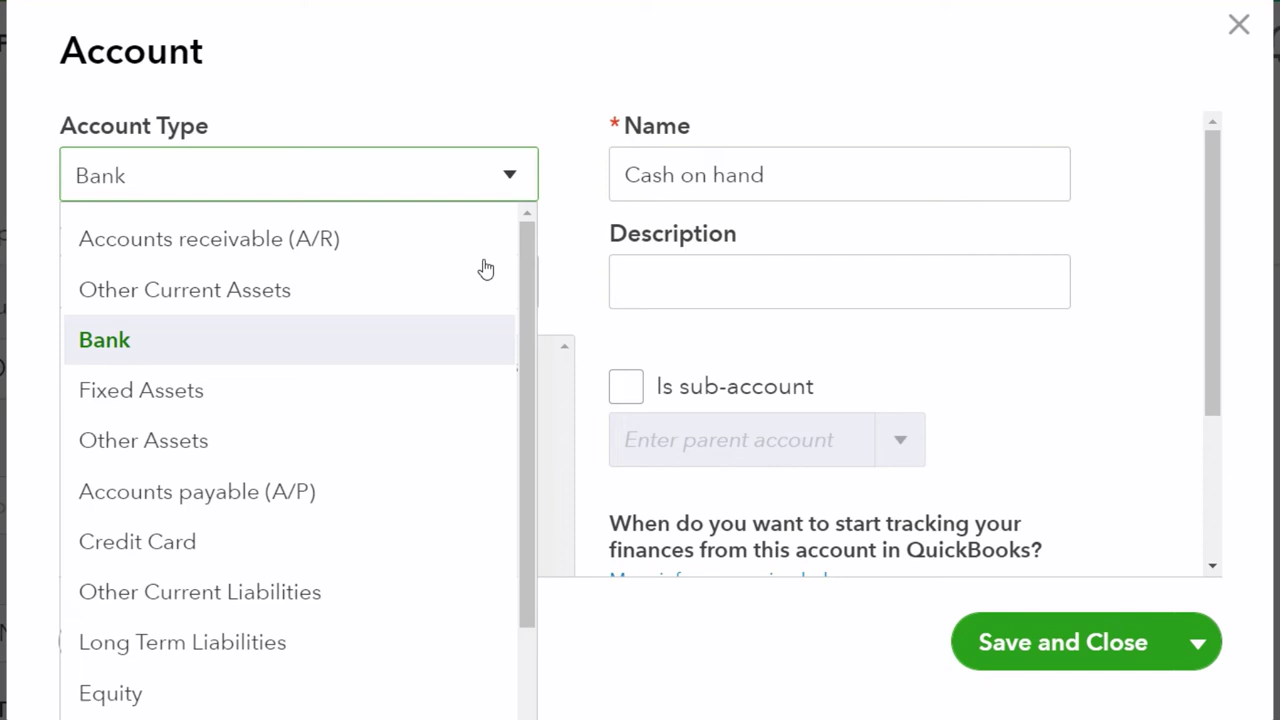 Account
Account Type
Bank
Accounts receivable (A/R)
Other Current Assets
Bank
Fixed Assets
Other Assets
Accounts payable (A/P)
Credit Card
Other Current Liabilities
Long Term Liabilities
Equity
* Name
Cash on hand
Description
Is sub-account
Enter parent account
When do you want to start tracking your
finances from this account in QuickBooks?
Save and Close